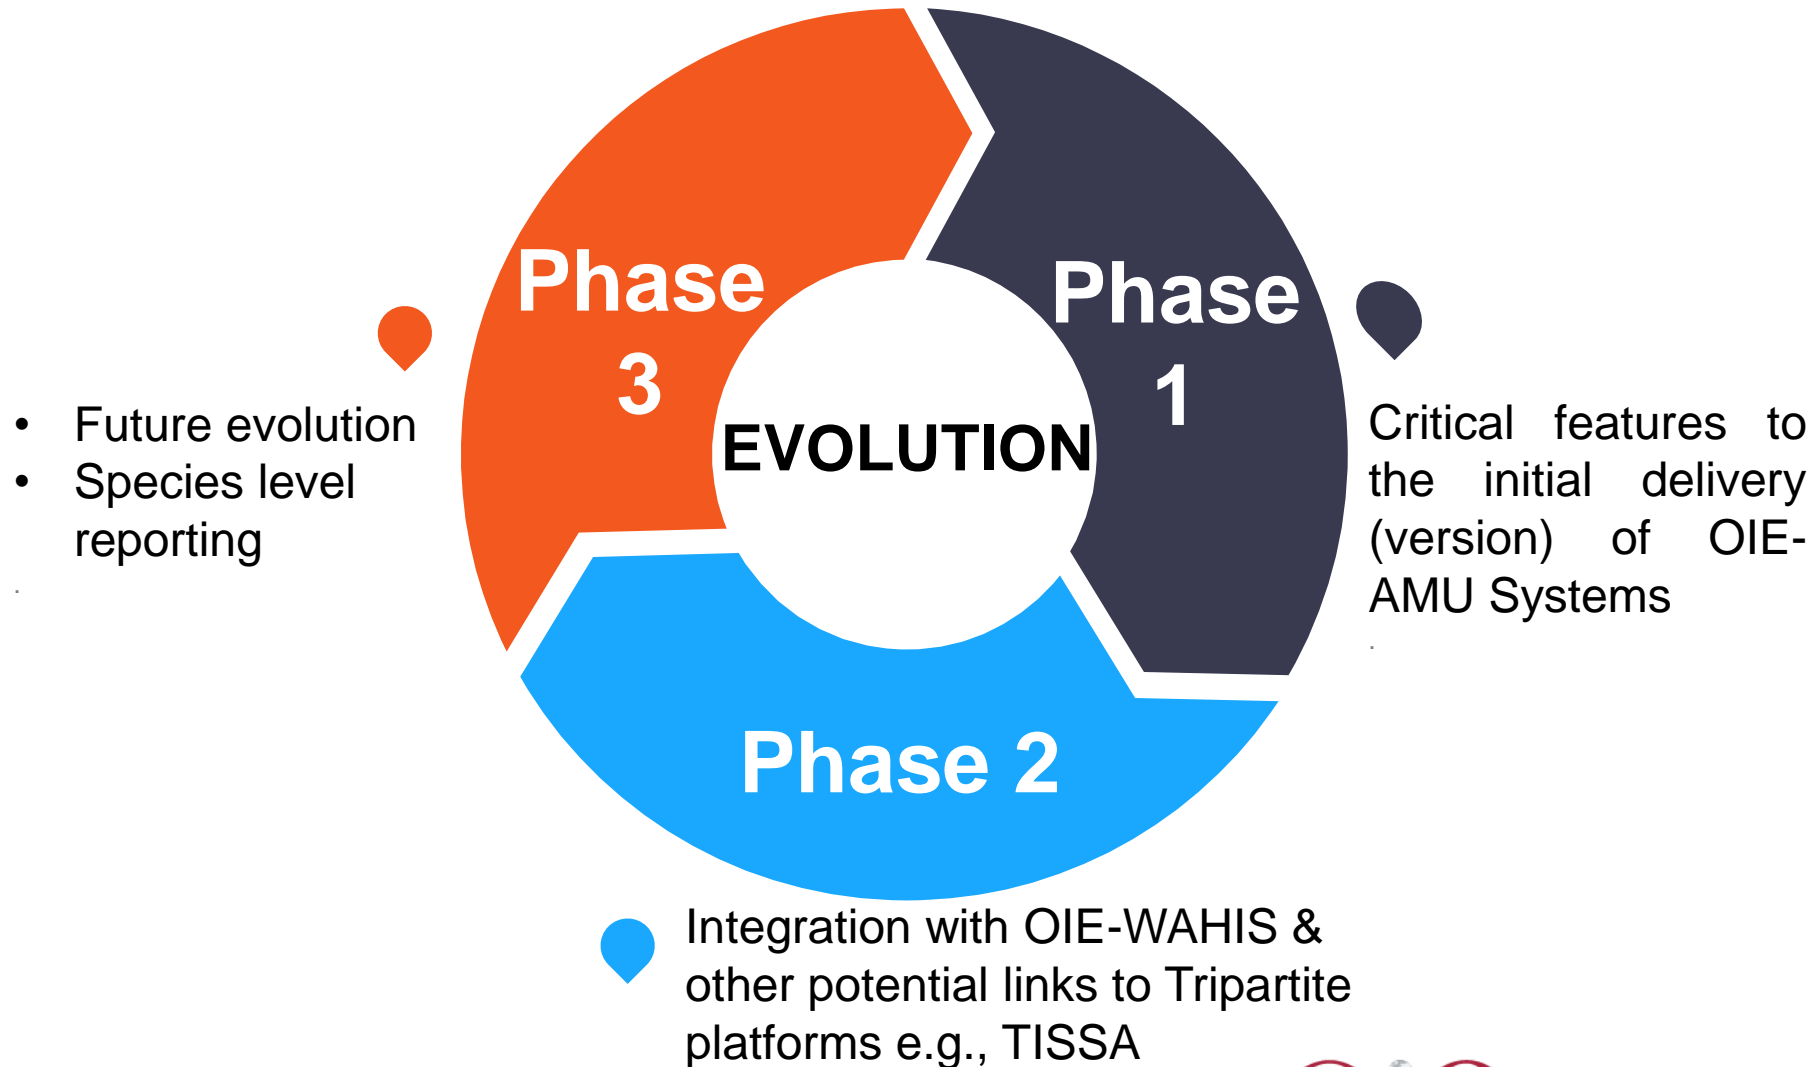 Phase
3
Phase
1
EVOLUTION
Phase 2
• Future evolution
• Species level
reporting
.
Critical features to
the initial delivery
(version) of OIE-
AMU Systems
.
Integration with OIE-WAHIS &
other potential links to Tripartite
platforms e.g., TISSA